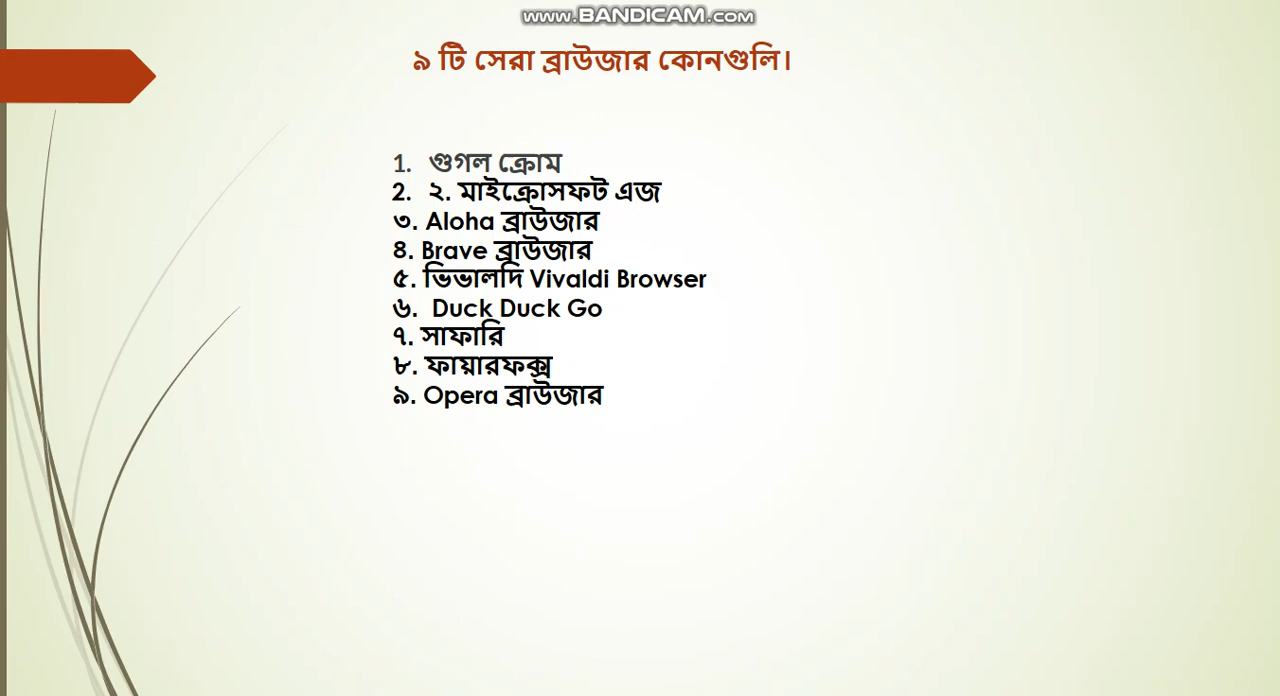 www.BANDICAM.com
৯ টি সেরা ব্রাউজার কোনগুলি।
1. গুগল ক্রোম
2. ২. মাইক্রোসফট এজ
৩. Aloha ব্রাউজার
৪. Brave ব্রাউজার
৫. ভিভালদি Vivaldi Browser
৬. Duck Duck Go
৭. সাফারি
৮. ফায়ারফক্স
৯. Opera ব্রাউজার